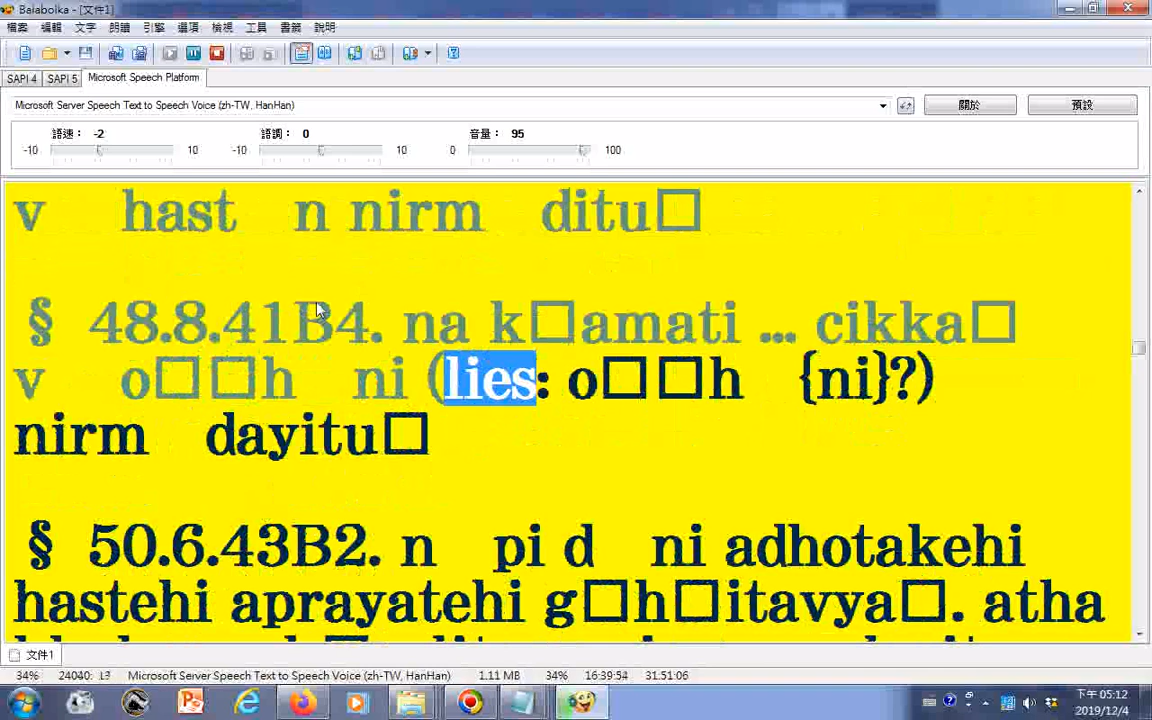 Balabolka - [文件1]
檔案 編輯 文字 朗讀 引擎 選項 檢視 工具 書籤 說明
SAPI 4 SAPI 5 Microsoft Speech Platform
Microsoft Server Speech Text to Speech Voice (zh-TW, HanHan) 關於 預設
語速： -2 語調： 0 音量： 95
-10 10 -10 10 0 100
v hast n nirm ditu□
§ 48.8.41B4. na k□amati ... cikka□
v o□□h ni (lies: o□□h {ni}?)
nirm dayitu□
§ 50.6.43B2. n pi d ni adhotakehi
hastehi aprayatehi g□h□itavya□. atha
文件1
34% 24040: 13 Microsoft Server Speech Text to Speech Voice (zh-TW, HanHan) 1.11 MB 34% 16:39:54 31:51:06
下午 05:12
2019/12/4